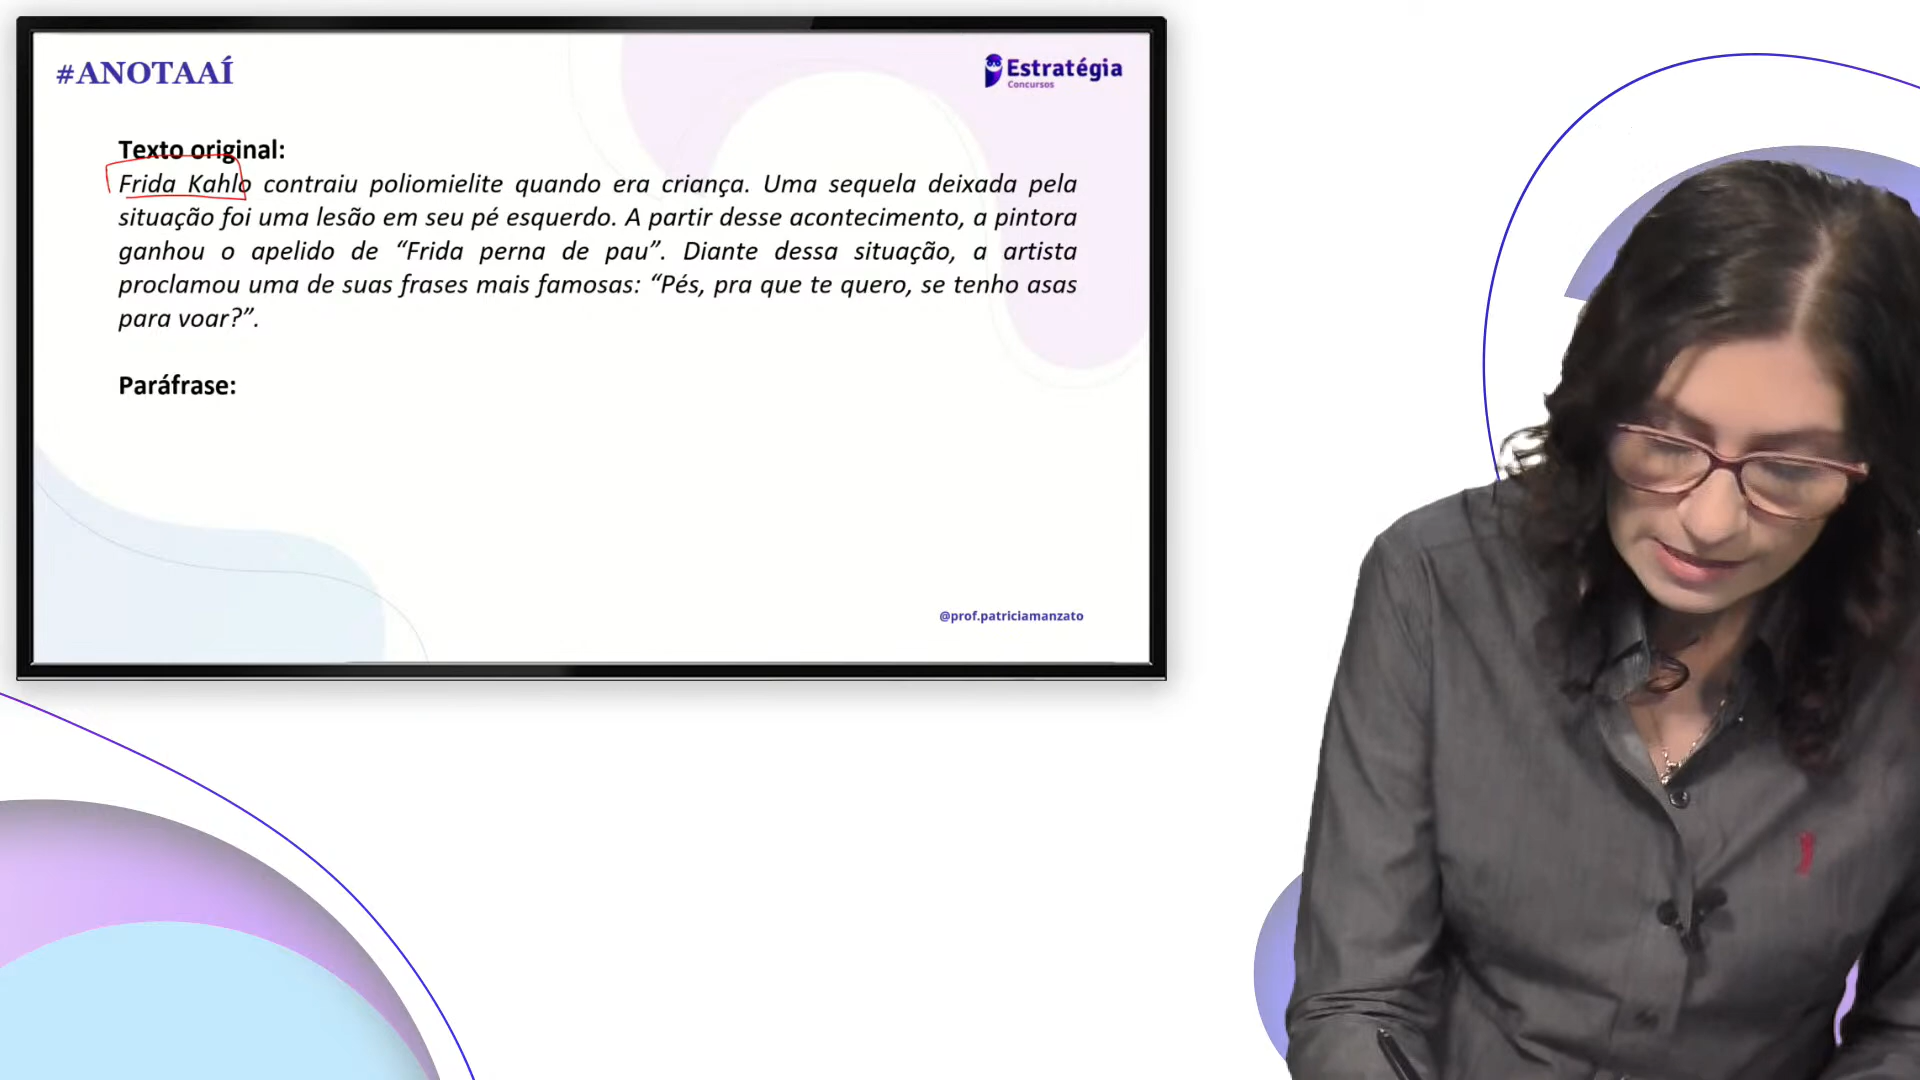 #ANOTAAÍ
Estratégia
Concursos
Texto original:
Frida Kahlo contraiu poliomielite quando era criança. Uma sequela deixada pela
situação foi uma lesão em seu pé esquerdo. A partir desse acontecimento, a pintora
ganhou o apelido de “Frida perna de pau”. Diante dessa situação, a artista
proclamou uma de suas frases mais famosas: “Pés, pra que te quero, se tenho asas
para voar?”.
Paráfrase:
@prof.patriciamanzato